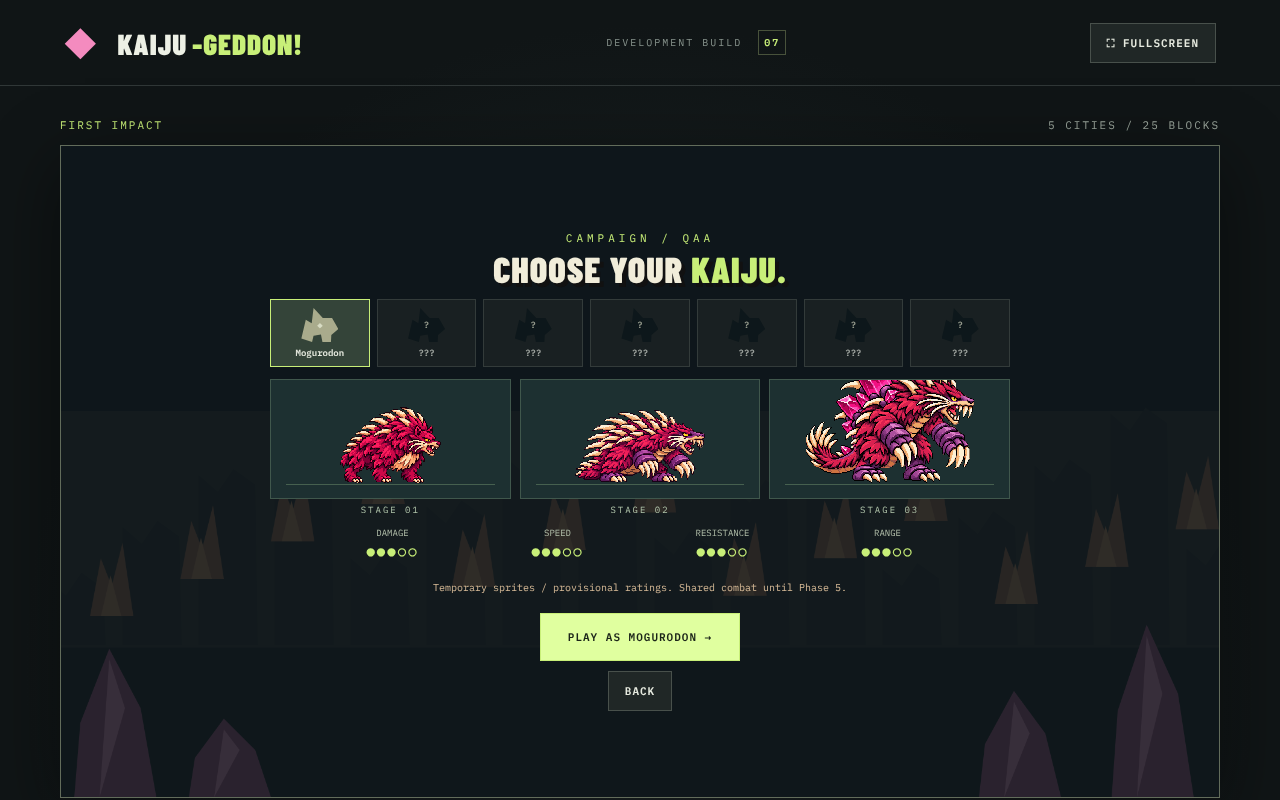 KAIJU-GEDDON!
DEVELOPMENT BUILD 07
FULLSCREEN
FIRST IMPACT
5 CITIES / 25 BLOCKS
CAMPAIGN / QAA
CHOOSE YOUR KAIJU.
? ? ? ? ? ?
Mogurodon ??? ??? ??? ??? ??? ???
STAGE 01 STAGE 02 STAGE 03
DAMAGE SPEED RESISTANCE RANGE
Temporary sprites / provisional ratings. Shared combat until Phase 5.
PLAY AS MOGURODON →
BACK